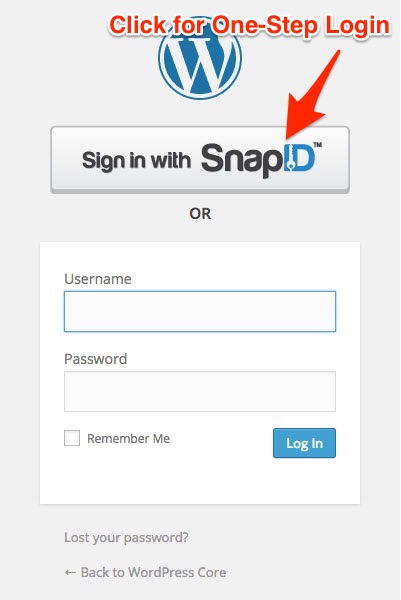 Click for One-Step Login
W
Sign in with SnapID™
OR
Username
Password
Remember Me
Log In
Lost your password?
← Back to WordPress Core